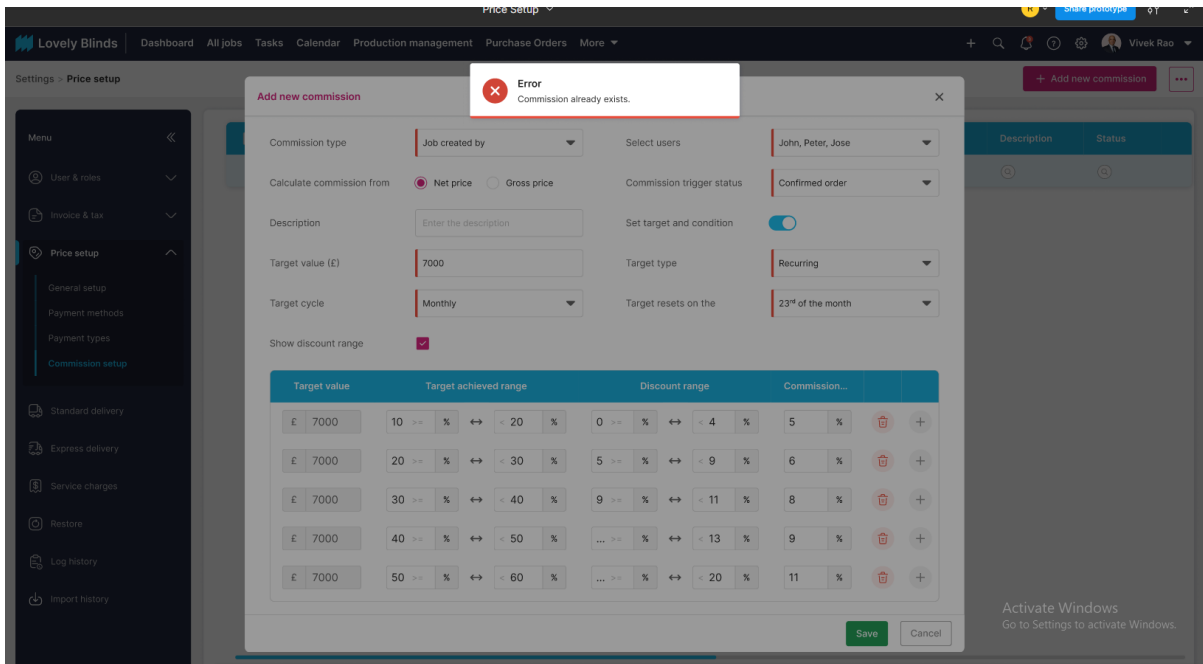 Price Setup
R
Share prototype
Lovely Blinds Dashboard All jobs Tasks Calendar Production management Purchase Orders More Vivek Rao
Settings > Price setup
+ Add new commission
Error
Commission already exists.
Add new commission
Menu
User & roles
Invoice & tax
Price setup
General setup
Payment methods
Payment types
Commission setup
Standard delivery
Express delivery
Service charges
Restore
Log history
Import history
Description Status
Commission type Job created by Select users John, Peter, Jose
Calculate commission from Net price Gross price Commission trigger status Confirmed order
Description Enter the description Set target and condition
Target value (£) 7000 Target type Recurring
Target cycle Monthly Target resets on the 23rd of the month
Show discount range
Target value Target achieved range Discount range Commission...
£ 7000 10 >= % ↔ < 20 % 0 >= % ↔ < 4 % 5 %
£ 7000 20 >= % ↔ < 30 % 5 >= % ↔ < 9 % 6 %
£ 7000 30 >= % ↔ < 40 % 9 >= % ↔ < 11 % 8 %
£ 7000 40 >= % ↔ < 50 % ... >= % ↔ < 13 % 9 %
£ 7000 50 >= % ↔ < 60 % ... >= % ↔ < 20 % 11 %
Save Cancel
Activate Windows
Go to Settings to activate Windows.